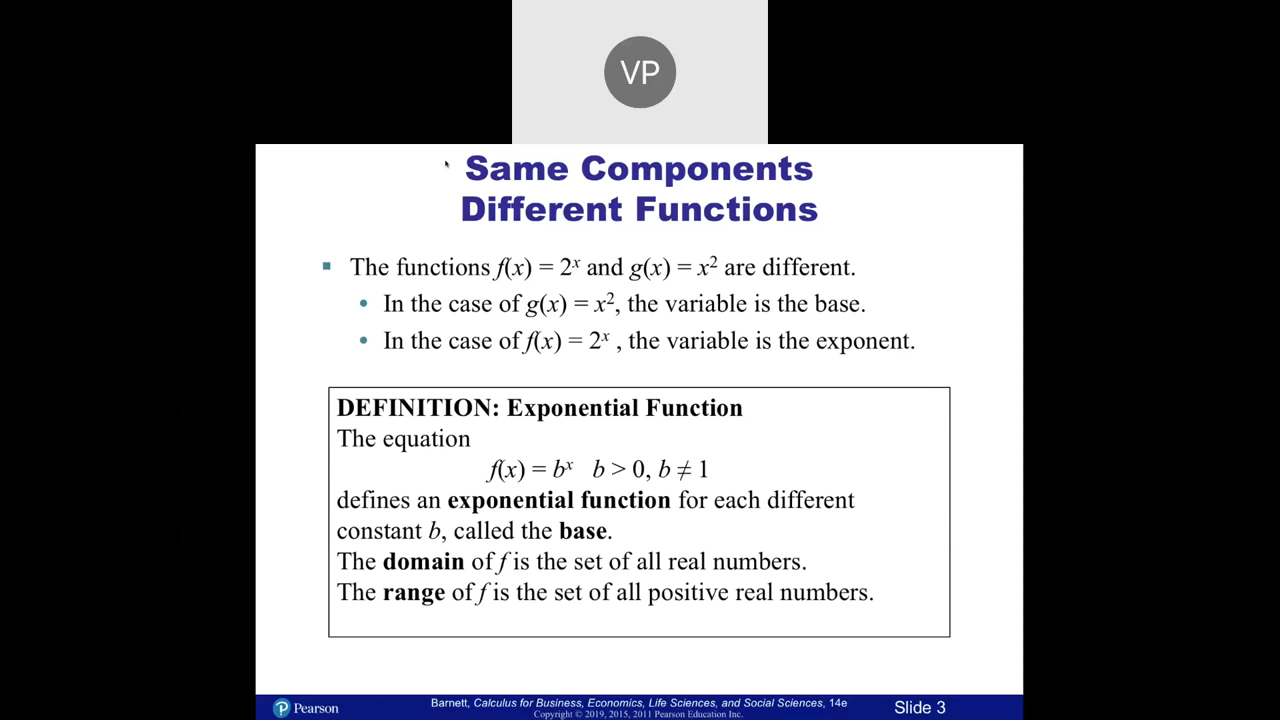 VP
Same Components
Different Functions
▪ The functions f(x) = 2ˣ and g(x) = x² are different.
• In the case of g(x) = x², the variable is the base.
• In the case of f(x) = 2ˣ , the variable is the exponent.
DEFINITION: Exponential Function
The equation
f(x) = bˣ b > 0, b ≠ 1
defines an exponential function for each different
constant b, called the base.
The domain of f is the set of all real numbers.
The range of f is the set of all positive real numbers.
Pearson
Barnett, Calculus for Business, Economics, Life Sciences, and Social Sciences, 14e
Copyright © 2019, 2015, 2011 Pearson Education Inc.
Slide 3